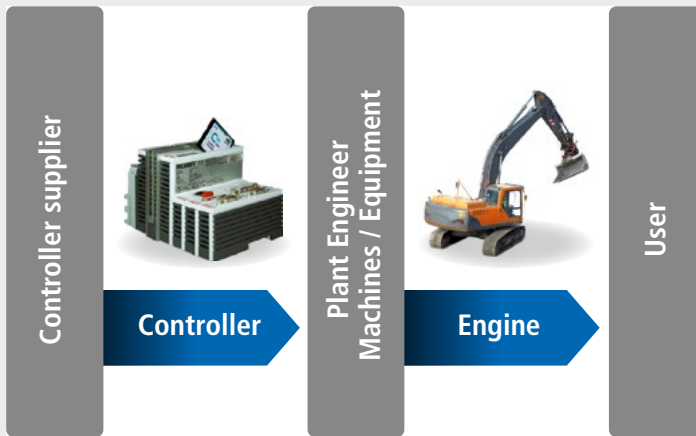 Controller supplier
Controller
Plant Engineer
Machines / Equipment
Engine
User